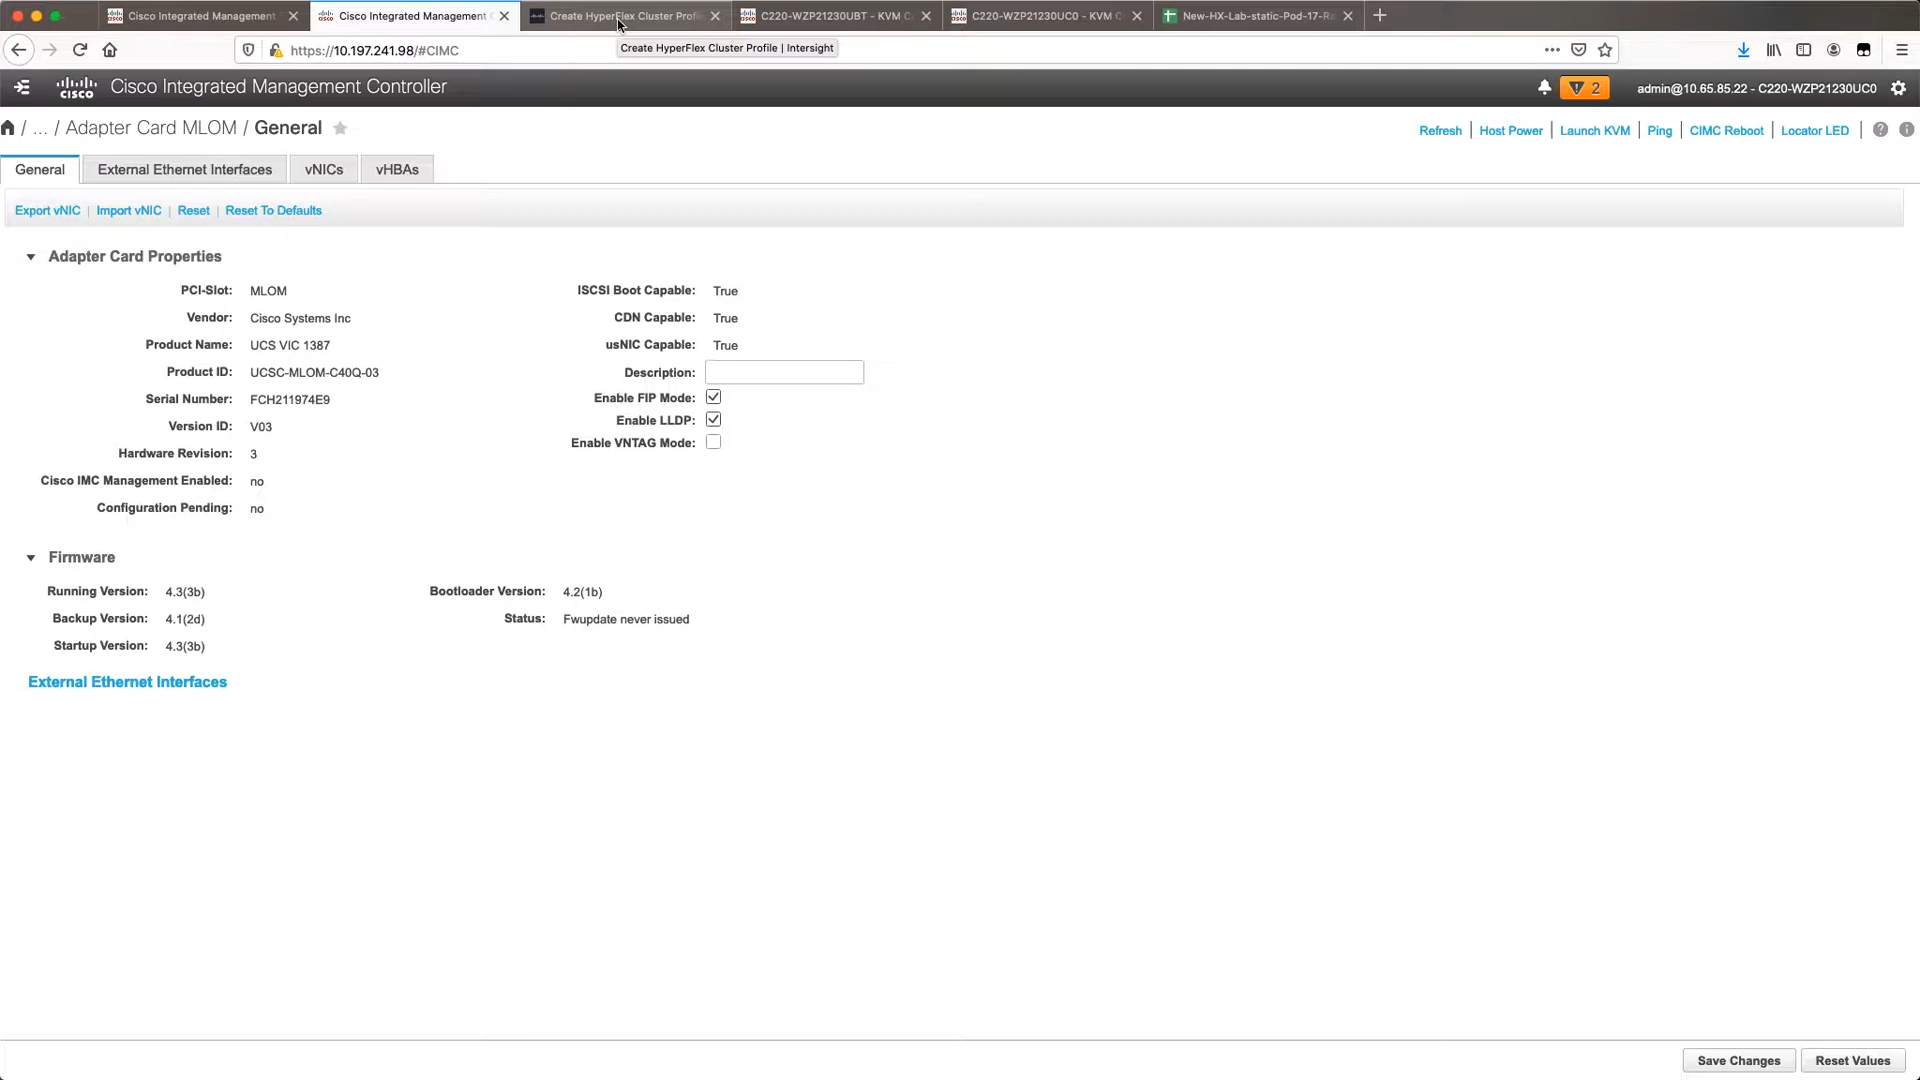 Cisco Integrated Management
Cisco Integrated Management
Create HyperFlex Cluster Profi
C220-WZP21230UBT - KVM C
C220-WZP21230UC0 - KVM C
New-HX-Lab-static-Pod-17-R
https://10.197.241.98/#CIMC
Create HyperFlex Cluster Profile | Intersight
cisco
Cisco Integrated Management Controller
2
admin@10.65.85.22 - C220-WZP21230UC0
/ ... / Adapter Card MLOM / General
Refresh | Host Power | Launch KVM | Ping | CIMC Reboot | Locator LED
General
External Ethernet Interfaces
vNICs
vHBAs
Export vNIC | Import vNIC | Reset | Reset To Defaults
Adapter Card Properties
PCI-Slot: MLOM
Vendor: Cisco Systems Inc
Product Name: UCS VIC 1387
Product ID: UCSC-MLOM-C40Q-03
Serial Number: FCH211974E9
Version ID: V03
Hardware Revision: 3
Cisco IMC Management Enabled: no
Configuration Pending: no
ISCSI Boot Capable: True
CDN Capable: True
usNIC Capable: True
Description:
Enable FIP Mode:
Enable LLDP:
Enable VNTAG Mode:
Firmware
Running Version: 4.3(3b)
Backup Version: 4.1(2d)
Startup Version: 4.3(3b)
Bootloader Version: 4.2(1b)
Status: Fwupdate never issued
External Ethernet Interfaces
Save Changes
Reset Values